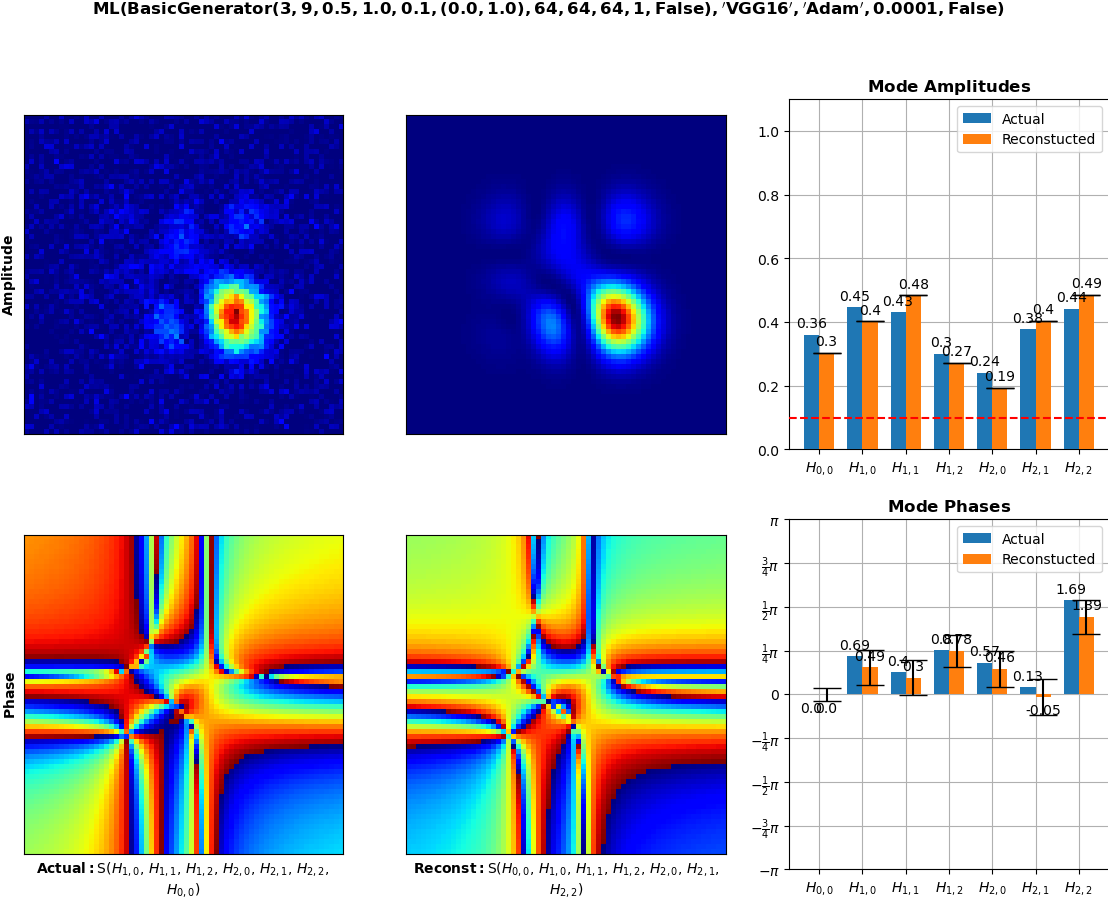 ML(BasicGenerator(3, 9, 0.5, 1.0, 0.1, (0.0, 1.0), 64, 64, 64, 1, False), ′VGG16′, ′Adam′, 0.0001, False)
Mode Amplitudes
Actual
Reconstucted
1.0
0.8
0.6
0.4
0.2
0.0
0.36
0.3
0.45
0.4
0.43
0.48
0.3
0.27
0.24
0.19
0.38
0.4
0.44
0.49
H0,0
H1,0
H1,1
H1,2
H2,0
H2,1
H2,2
Amplitude
Mode Phases
Actual
Reconstucted
π
3/4π
1/2π
1/4π
0
−1/4π
−1/2π
−3/4π
−π
0.0
0.0
0.69
0.49
0.4
0.3
0.78
0.57
0.46
0.13
-0.05
1.69
1.39
H0,0
H1,0
H1,1
H1,2
H2,0
H2,1
H2,2
Phase
Actual: S(H1,0, H1,1, H1,2, H2,0, H2,1, H2,2,
H0,0)
Reconst: S(H0,0, H1,0, H1,1, H1,2, H2,0, H2,1,
H2,2)